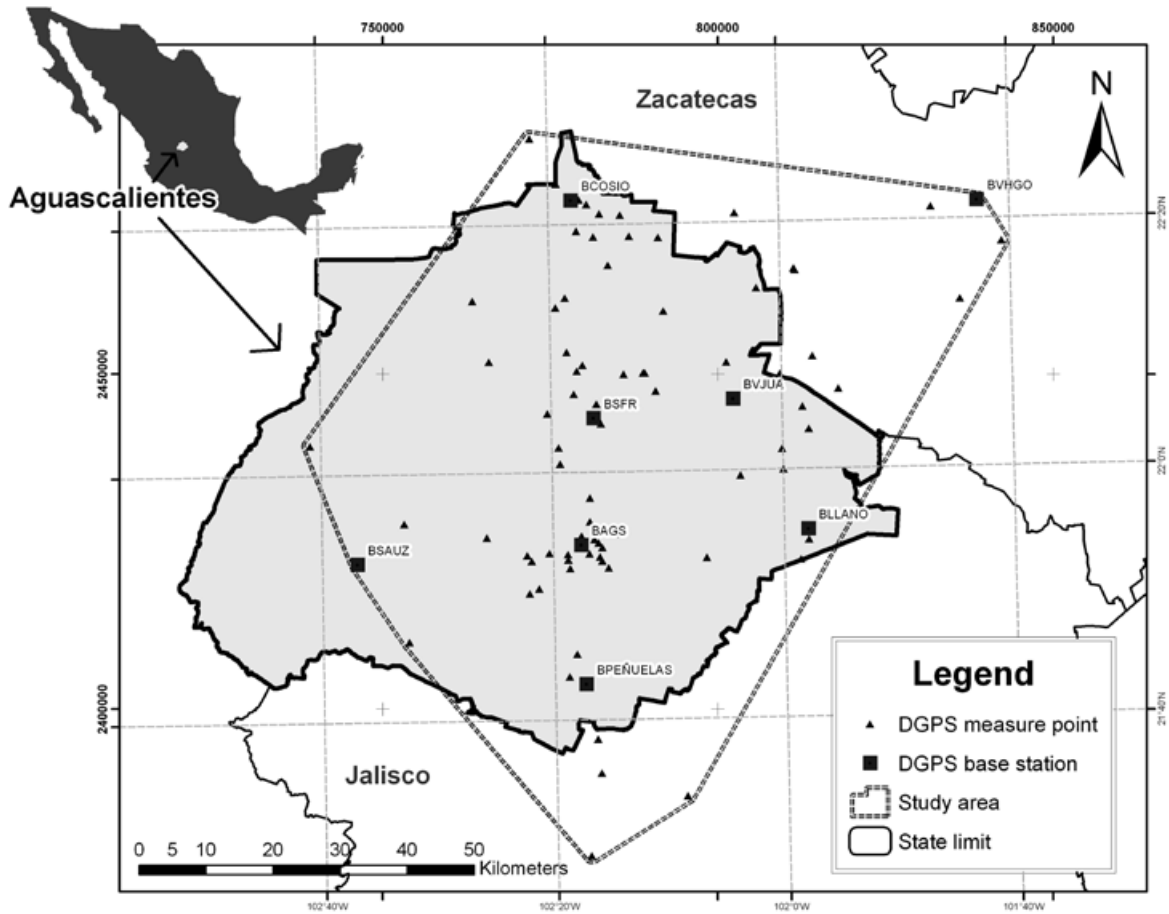 750000
800000
850000
Zacatecas
N
Aguascalientes
BCOSIO
BVHGO
22°20'N
2450000
BVJUA
BSFR
22°0'N
BLLANO
BAGS
BSAUZ
BPEÑUELAS
2400000
21°40'N
Jalisco
Legend
DGPS measure point
DGPS base station
Study area
State limit
0 5 10 20 30 40 50
Kilometers
102°40'W
102°20'W
102°0'W
101°40'W